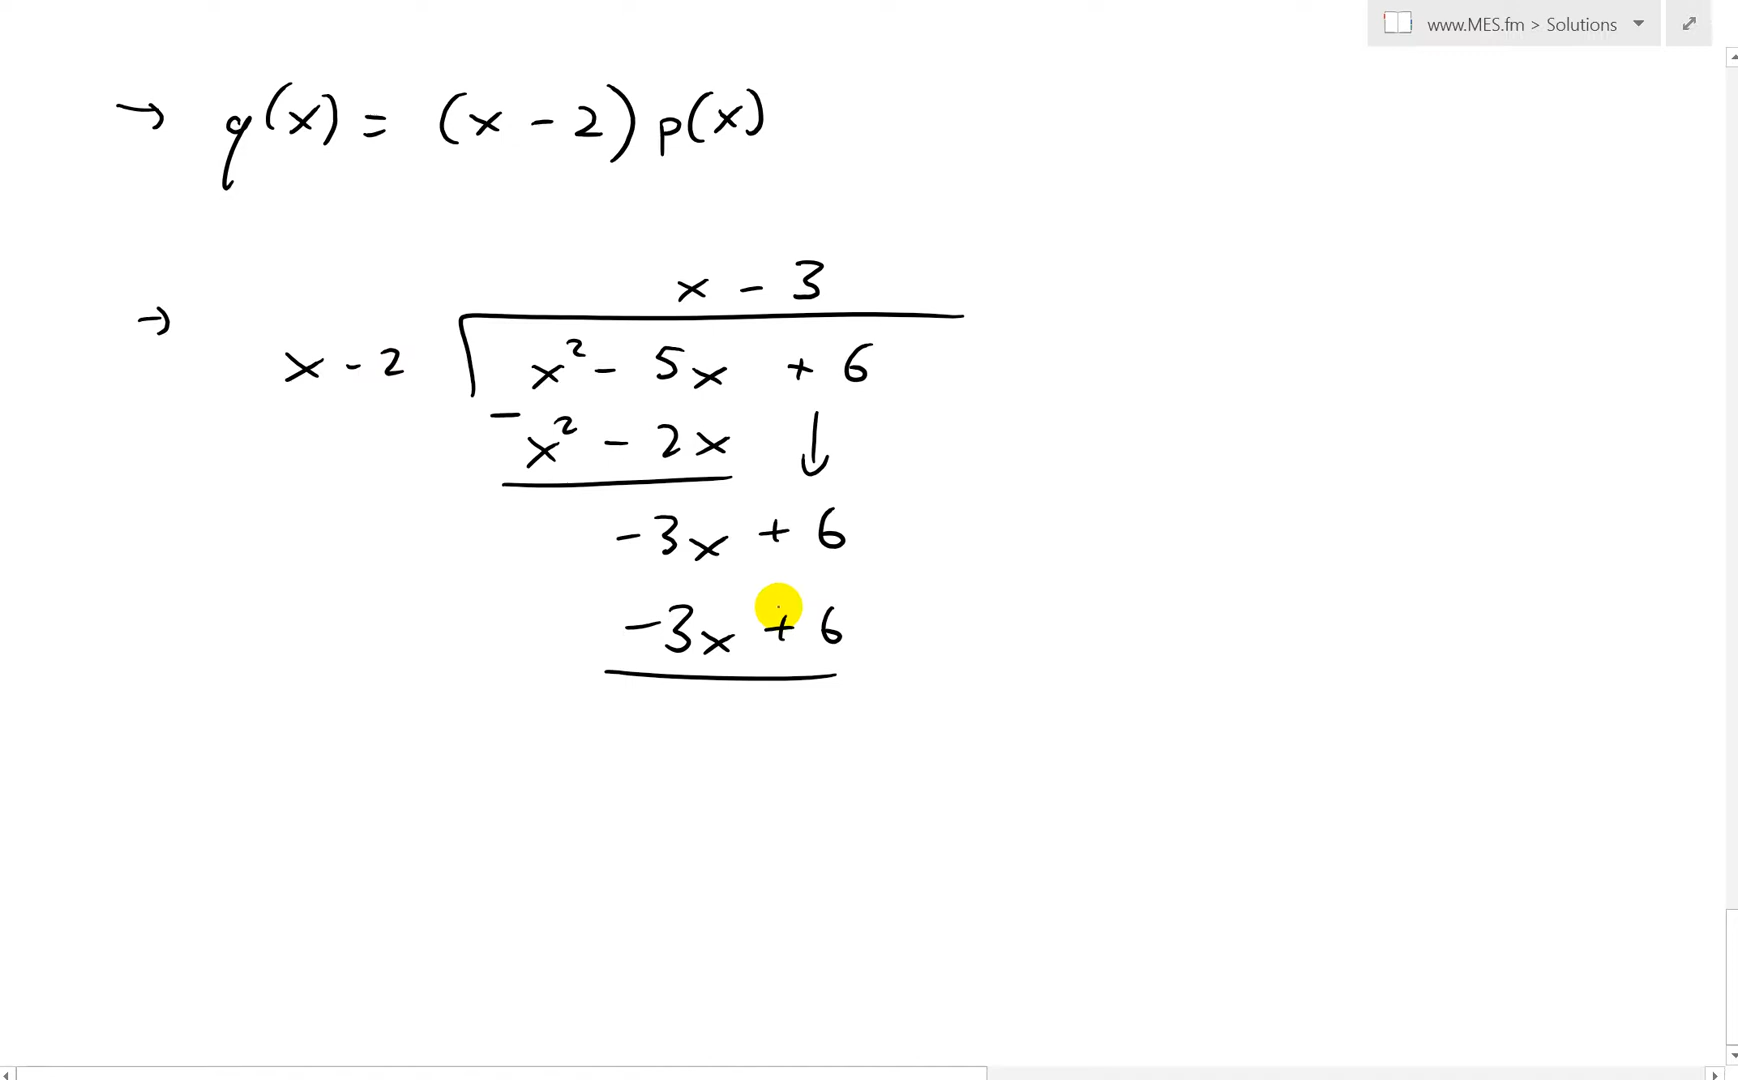 www.MES.fm > Solutions
→ q(x) = (x - 2) p(x)
x - 3
→ x - 2 x² - 5x + 6
- x² - 2x ↓
-3x + 6
-3x + 6